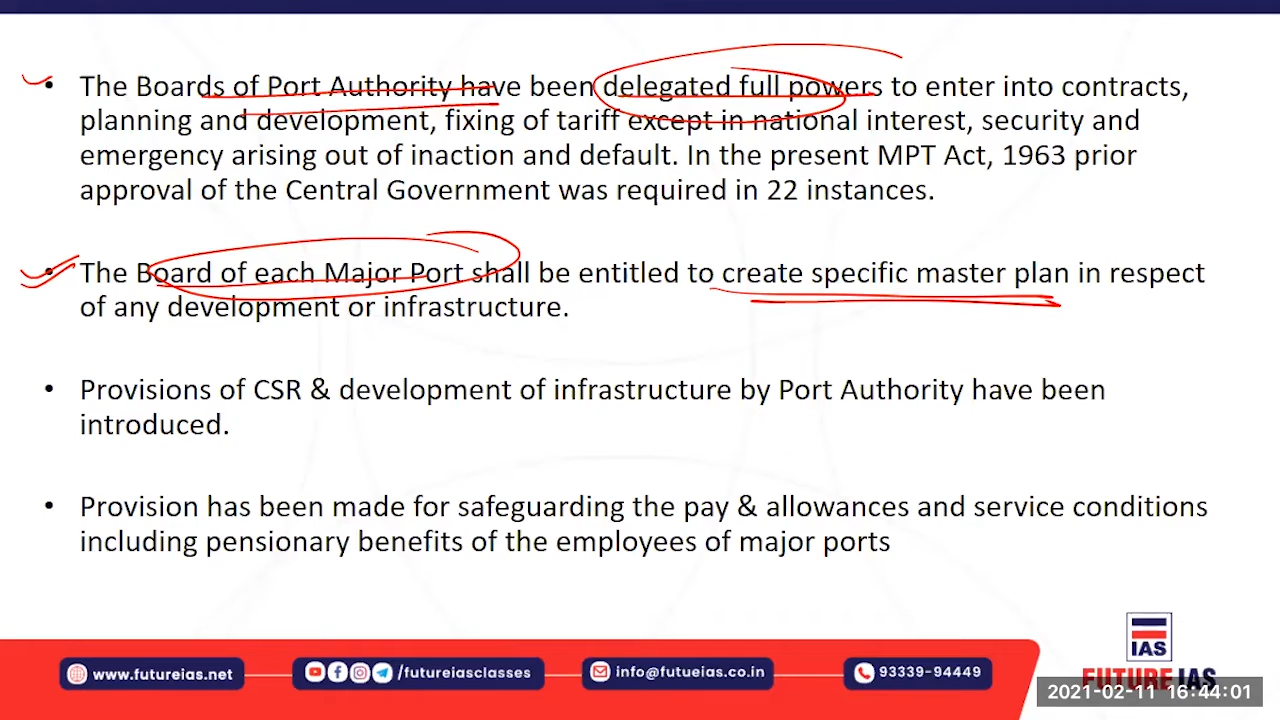 • The Boards of Port Authority have been delegated full powers to enter into contracts,
planning and development, fixing of tariff except in national interest, security and
emergency arising out of inaction and default. In the present MPT Act, 1963 prior
approval of the Central Government was required in 22 instances.
• The Board of each Major Port shall be entitled to create specific master plan in respect
of any development or infrastructure.
• Provisions of CSR & development of infrastructure by Port Authority have been
introduced.
• Provision has been made for safeguarding the pay & allowances and service conditions
including pensionary benefits of the employees of major ports
IAS
FUTURE IAS
www.futureias.net
/futureiasclasses
info@futueias.co.in
93339-94449
2021-02-11 16:44:01